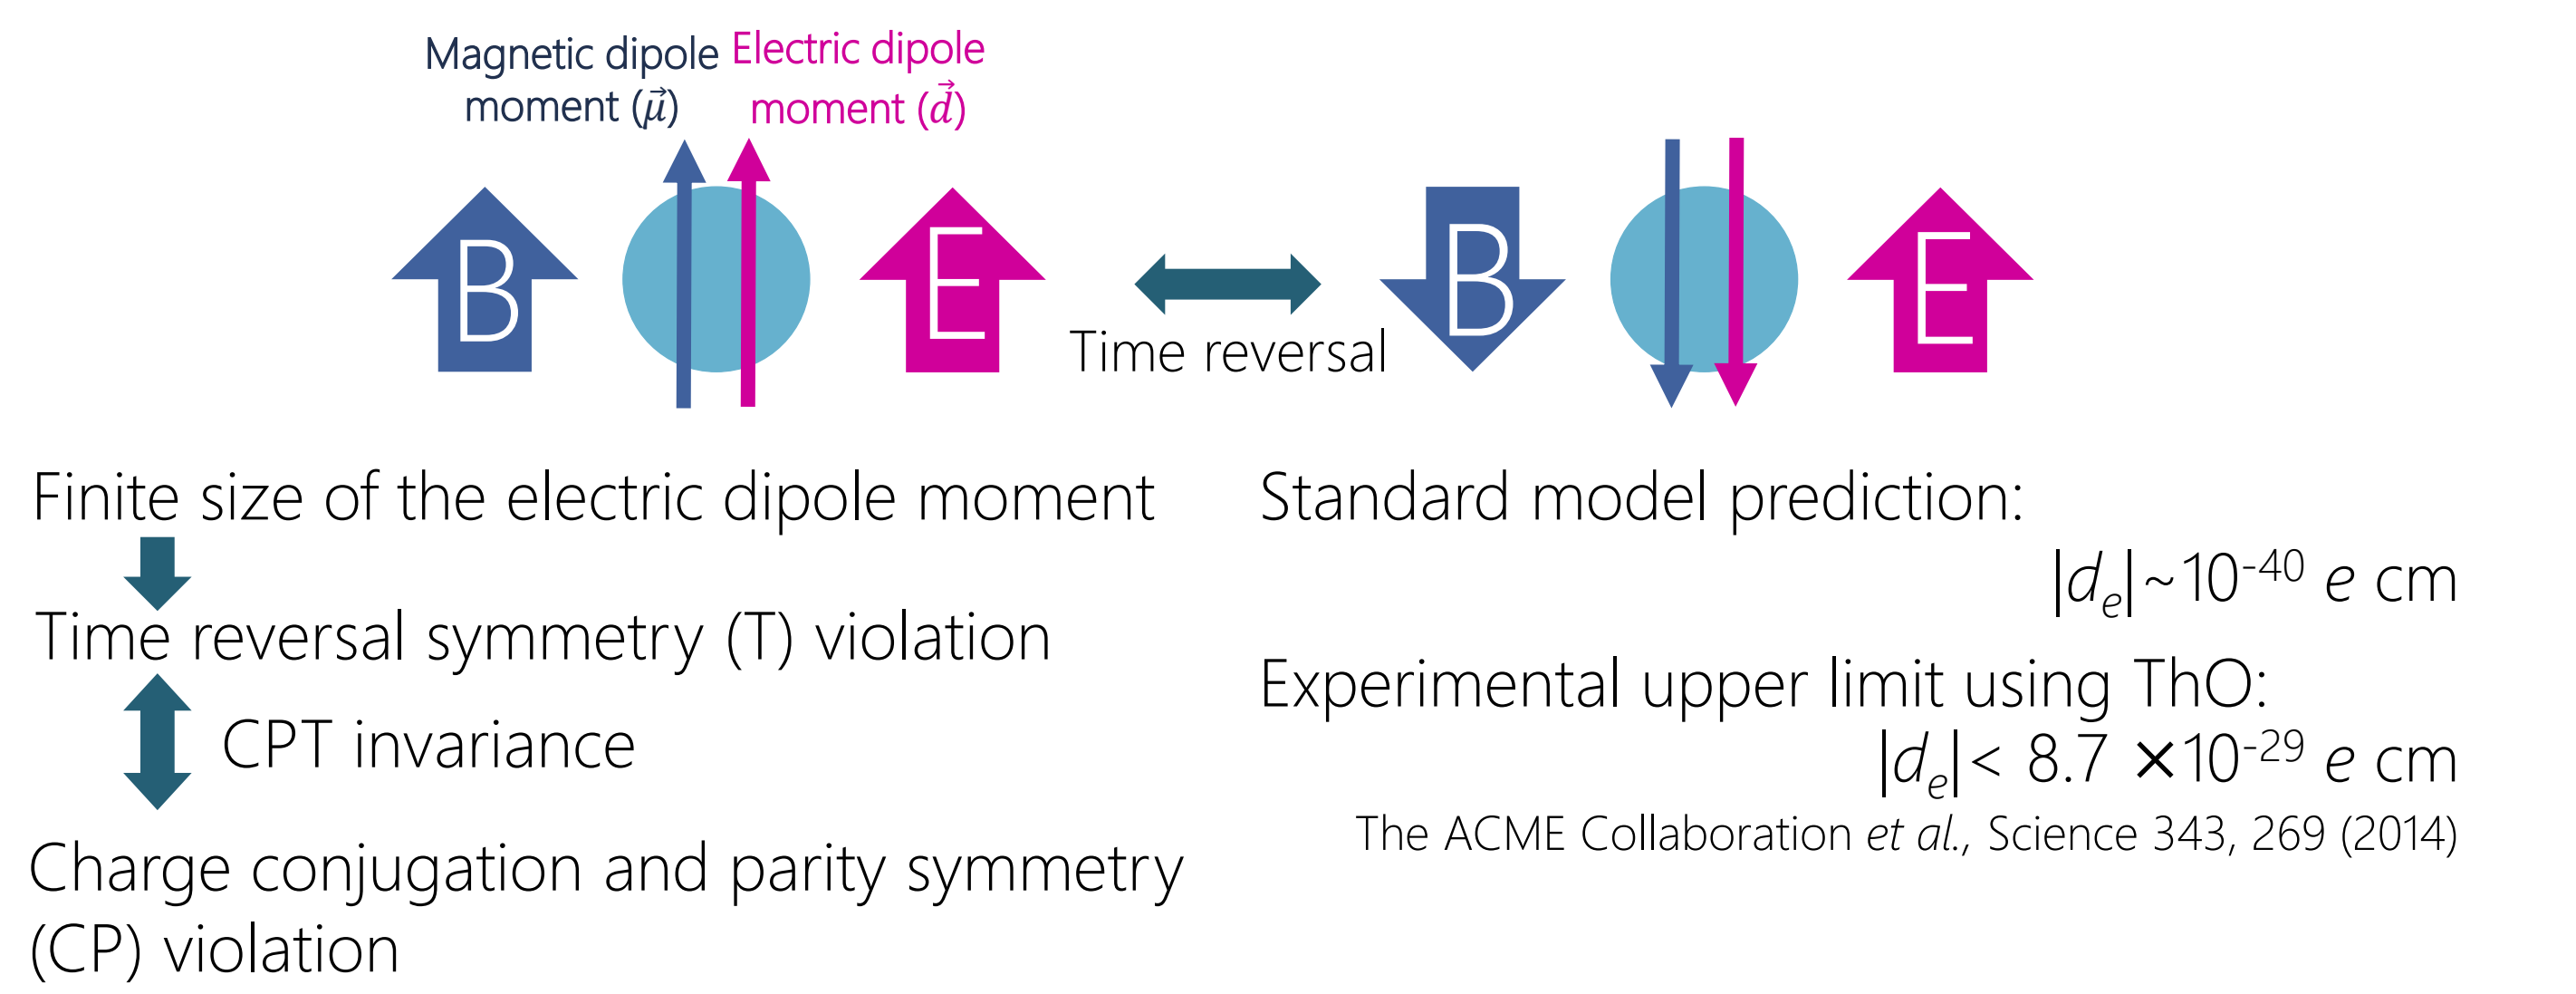 Magnetic dipole
moment (μ⃗)
Electric dipole
moment (d⃗)
B
E
Time reversal
B
E
Finite size of the electric dipole moment
Time reversal symmetry (T) violation
CPT invariance
Charge conjugation and parity symmetry
(CP) violation
Standard model prediction:
|dₑ|~10⁻⁴⁰ e cm
Experimental upper limit using ThO:
|dₑ|< 8.7 ×10⁻²⁹ e cm
The ACME Collaboration et al., Science 343, 269 (2014)